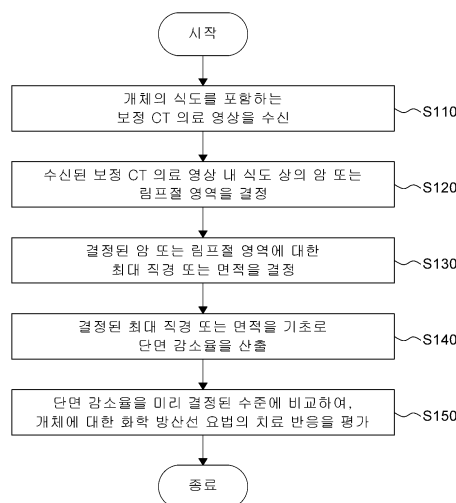 시작
개체의 식도를 포함하는
보정 CT 의료 영상을 수신
S110
수신된 보정 CT 의료 영상 내 식도 상의 암 또는
림프절 영역을 결정
S120
결정된 암 또는 림프절 영역에 대한
최대 직경 또는 면적을 결정
S130
결정된 최대 직경 또는 면적을 기초로
단면 감소율을 산출
S140
단면 감소율을 미리 결정된 수준에 비교하여,
개체에 대한 화학 방산선 요법의 치료 반응을 평가
S150
종료